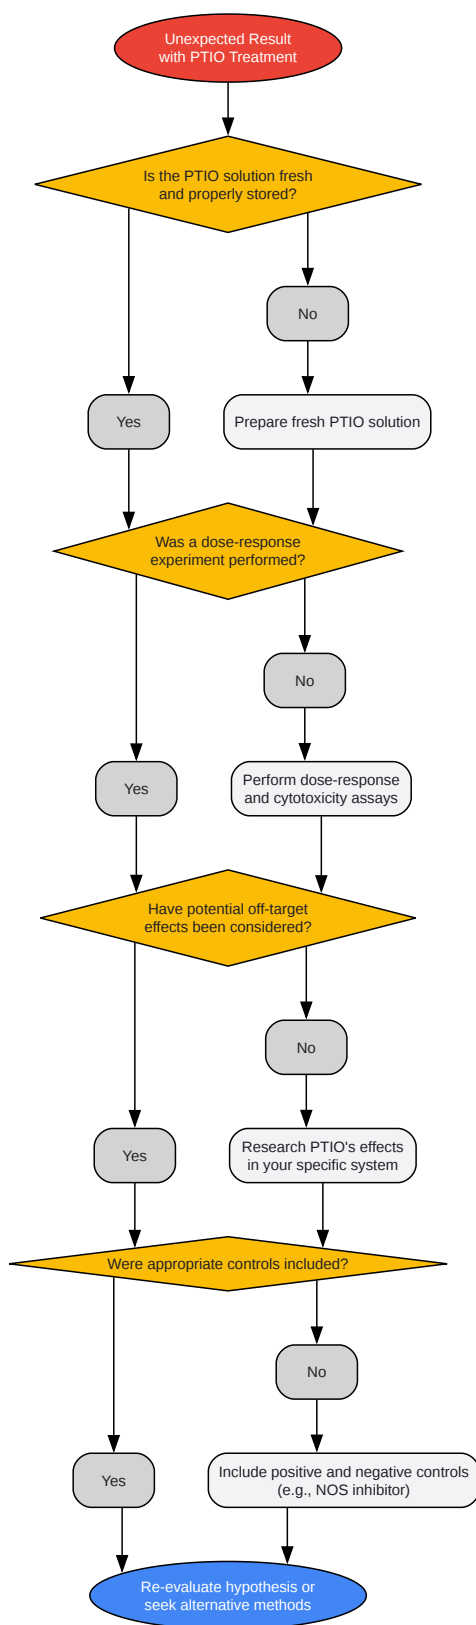 Unexpected Result
with PTIO Treatment
Is the PTIO solution fresh
and properly stored?
No
Yes
Prepare fresh PTIO solution
Was a dose-response
experiment performed?
No
Yes
Perform dose-response
and cytotoxicity assays
Have potential off-target
effects been considered?
No
Yes
Research PTIO's effects
in your specific system
Were appropriate controls included?
No
Yes
Include positive and negative controls
(e.g., NOS inhibitor)
Re-evaluate hypothesis or
seek alternative methods